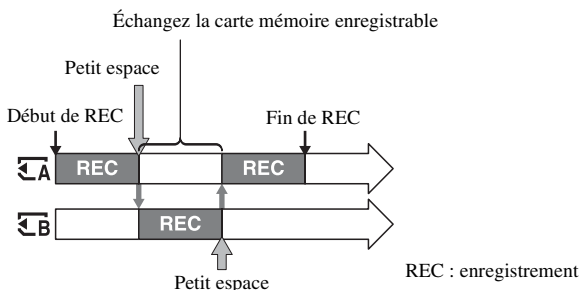 Échangez la carte mémoire enregistrable
Petit espace
Début de REC
Fin de REC
A REC REC
B REC
Petit espace
REC : enregistrement